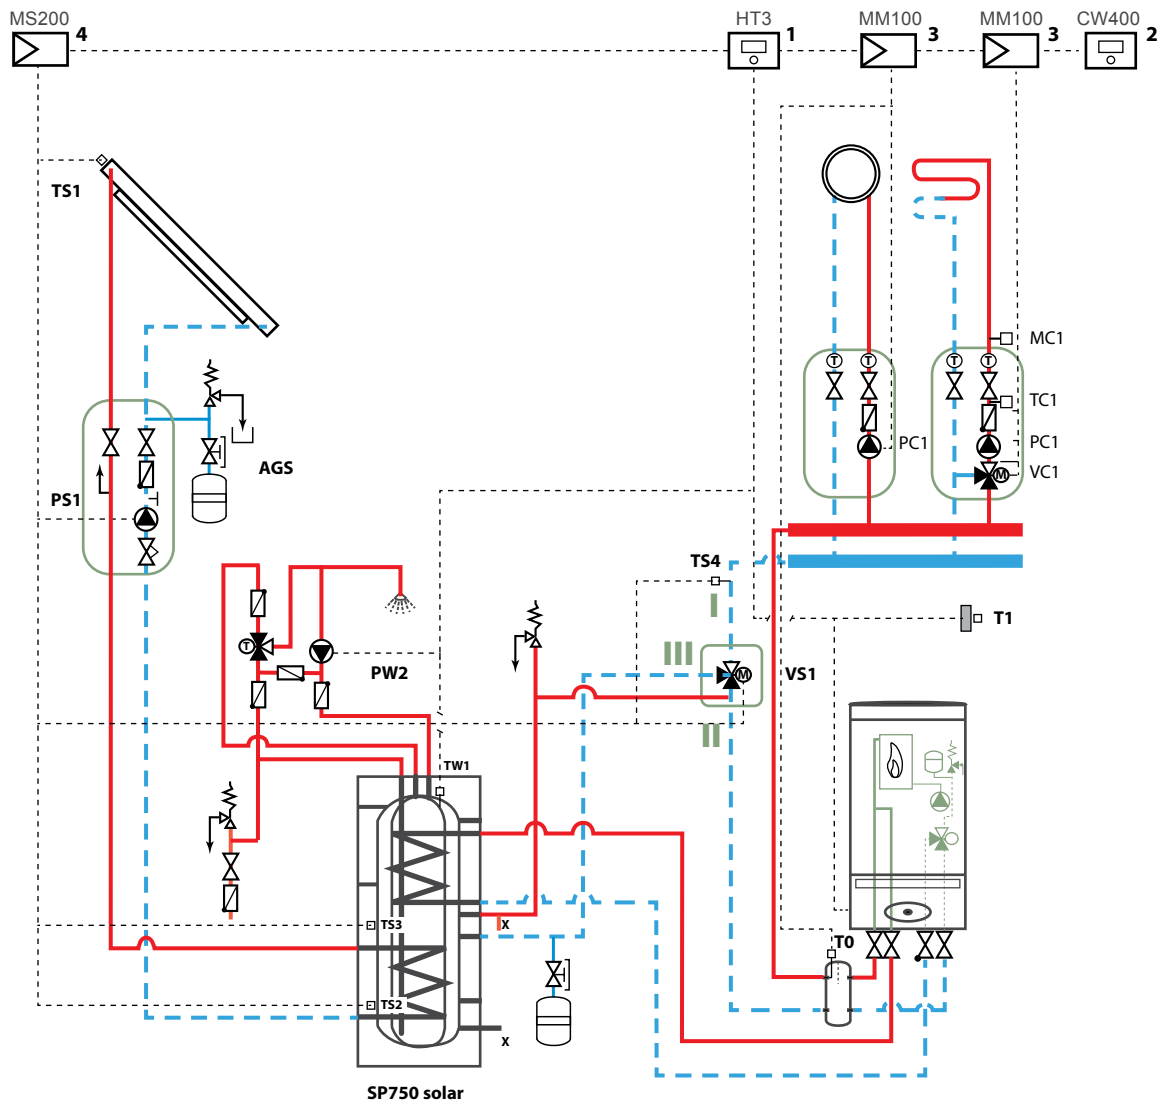 MS200 4
HT3 1
MM100 3
MM100 3
CW400 2
TS1
MC1
T T T T
TC1
AGS
PC1
PC1
PS1
M
VC1
TS4
I
T1
T
PW2
III
M
VS1
II
TW1
TS3
X
T0
TS2
X
SP750 solar